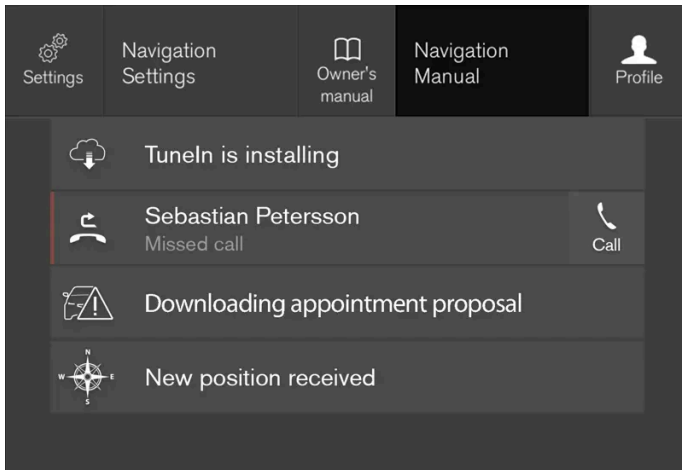 Settings
Navigation
Settings
Owner's
manual
Navigation
Manual
Profile
TuneIn is installing
Sebastian Petersson
Missed call
Call
Downloading appointment proposal
N
W E
S
New position received